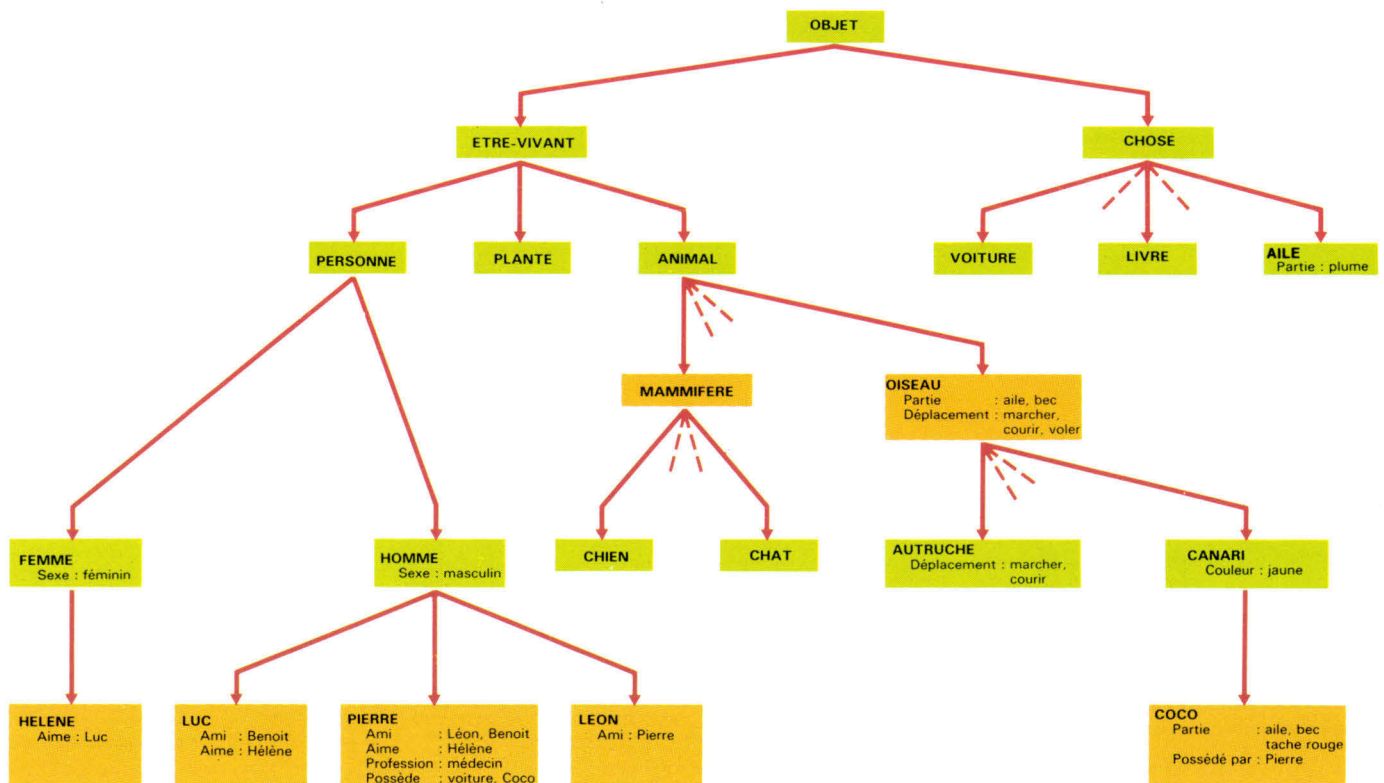 OBJET
ETRE-VIVANT
CHOSE
PERSONNE
PLANTE
ANIMAL
VOITURE
LIVRE
AILE
Partie : plume
MAMMIFERE
OISEAU
Partie : aile, bec
Déplacement : marcher,
courir, voler
FEMME
Sexe : féminin
HOMME
Sexe : masculin
CHIEN
CHAT
AUTRUCHE
Déplacement : marcher,
courir
CANARI
Couleur : jaune
HELENE
Aime : Luc
LUC
Ami : Benoit
Aime : Hélène
PIERRE
Ami : Léon, Benoit
Aime : Hélène
Profession : médecin
Possède : voiture, Coco
LEON
Ami : Pierre
COCO
Partie : aile, bec
tache rouge
Possédé par : Pierre